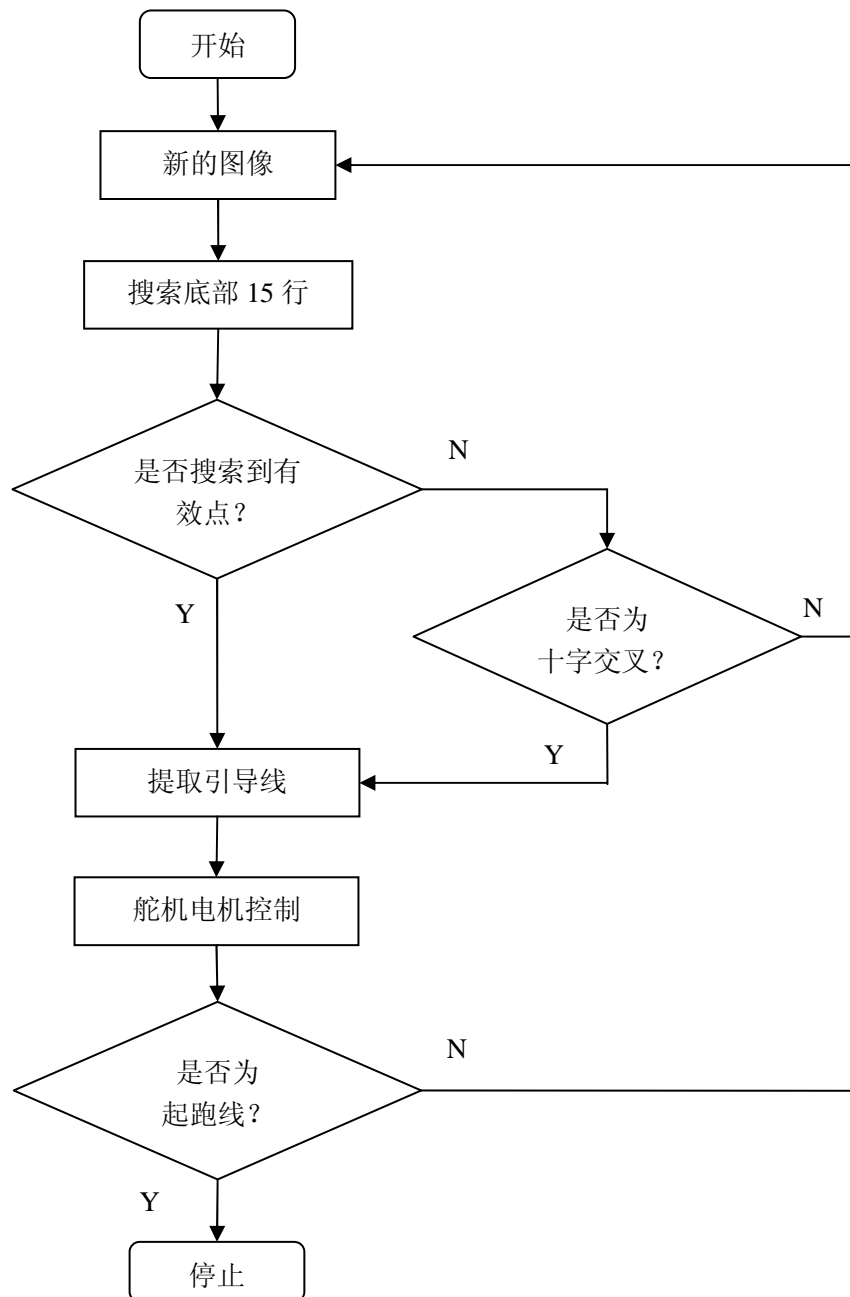 开始
新的图像
搜索底部 15 行
是否搜索到有
效点？
N
Y
是否为
十字交叉？
N
Y
提取引导线
舵机电机控制
是否为
起跑线？
N
Y
停止